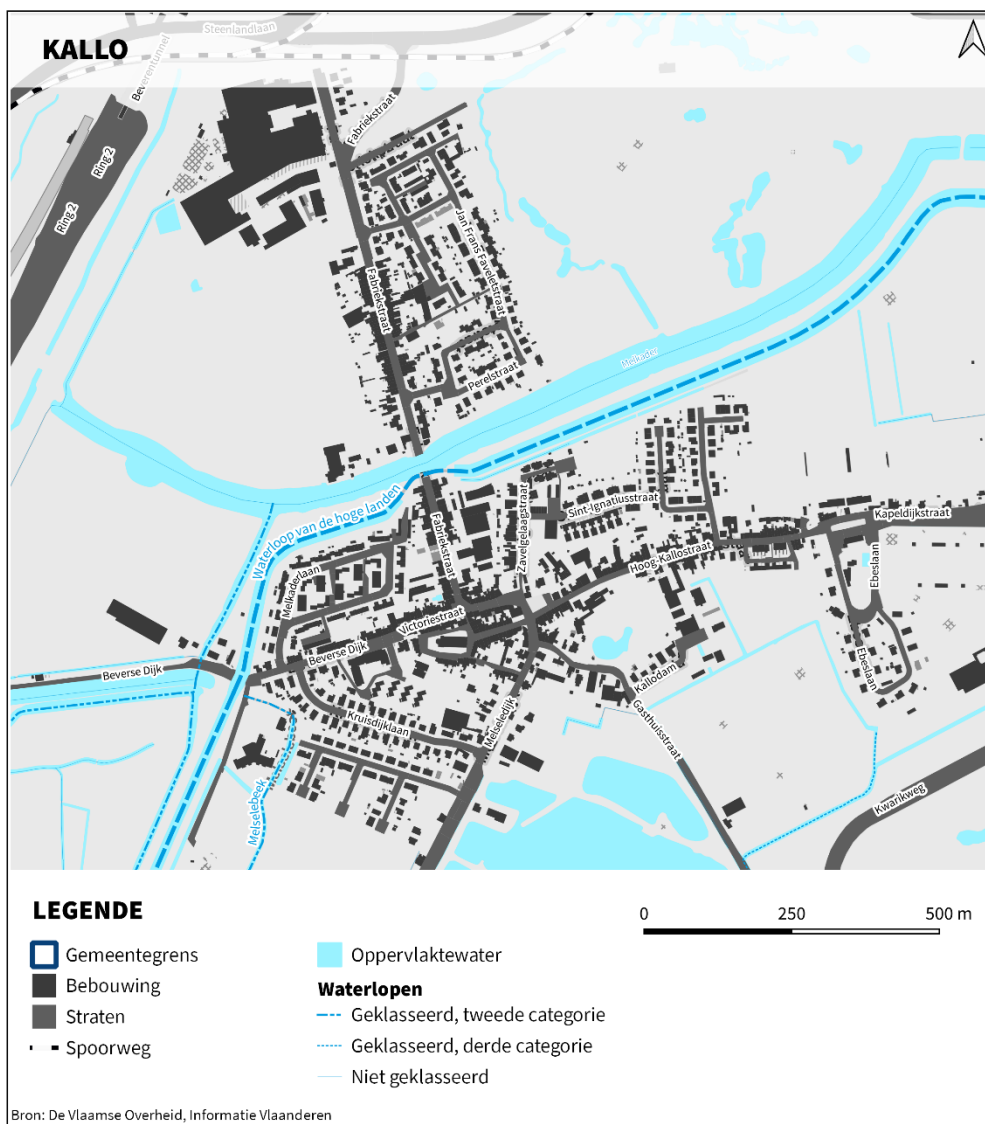 KALLO
Steenlandlaan
Beverentunnel
Ring 2
Ring 2
Fabriekstraat
Jan Frans Faveletstraat
Fabriekstraat
Perelstraat
Melkader
Waterloop van de hoge landen
Fabriekstraat
Zavelgelaagstraat
Sint-Ignatiusstraat
Hoog-Kallostraat
Kapeldijkstraat
Ebeslaan
Ebeslaan
Melkaderlaan
Victoriestraat
Beverse Dijk
Beverse Dijk
Kruisdijklaan
Melseledijk
Kallodam
Gasthuisstraat
Kwarikweg
Melselebeek
LEGENDE
Gemeentegrens
Bebouwing
Straten
Spoorweg
Oppervlaktewater
Waterlopen
Geklasseerd, tweede categorie
Geklasseerd, derde categorie
Niet geklasseerd
0 250 500 m
Bron: De Vlaamse Overheid, Informatie Vlaanderen